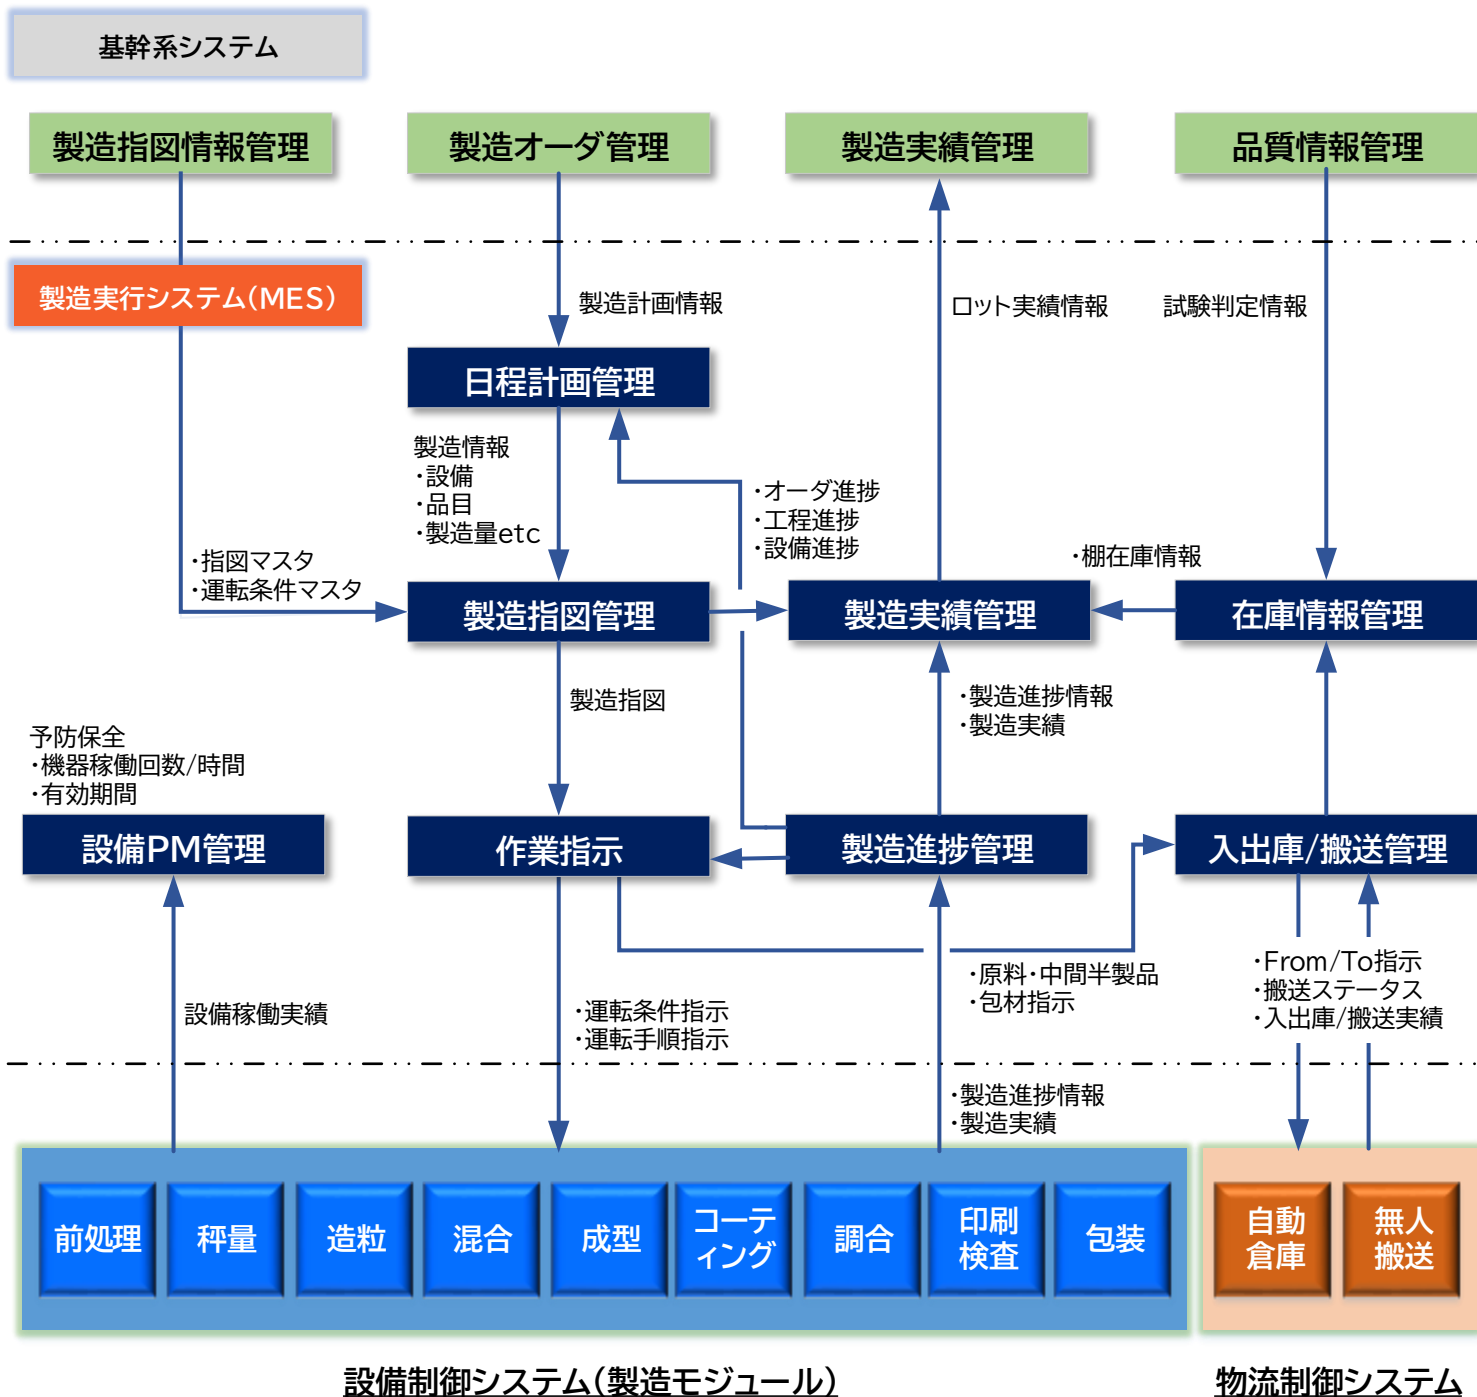 基幹系システム
製造指図情報管理
製造オーダ管理
製造実績管理
品質情報管理
製造実行システム(MES)
製造計画情報
ロット実績情報
試験判定情報
日程計画管理
製造情報
・設備
・品目
・製造量etc
・オーダ進捗
・工程進捗
・設備進捗
・指図マスタ
・運転条件マスタ
・棚在庫情報
製造指図管理
製造実績管理
在庫情報管理
製造指図
・製造進捗情報
・製造実績
予防保全
・機器稼働回数/時間
・有効期間
設備PM管理
作業指示
製造進捗管理
入出庫/搬送管理
設備稼働実績
・運転条件指示
・運転手順指示
・原料・中間半製品
・包材指示
・From/To指示
・搬送ステータス
・入出庫/搬送実績
・製造進捗情報
・製造実績
前処理
秤量
造粒
混合
成型
コーテ
ィング
調合
印刷
検査
包装
自動
倉庫
無人
搬送
設備制御システム(製造モジュール)
物流制御システム